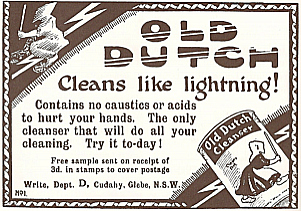 OLD
DUTCH
Cleans like lightning!
Contains no caustics or acids
to hurt your hands. The only
cleanser that will do all your
cleaning. Try it to-day!
Free sample sent on receipt of
3d. in stamps to cover postage
Write, Dept. D, Cudahy, Glebe, N.S.W.
Old Dutch
Cleanser